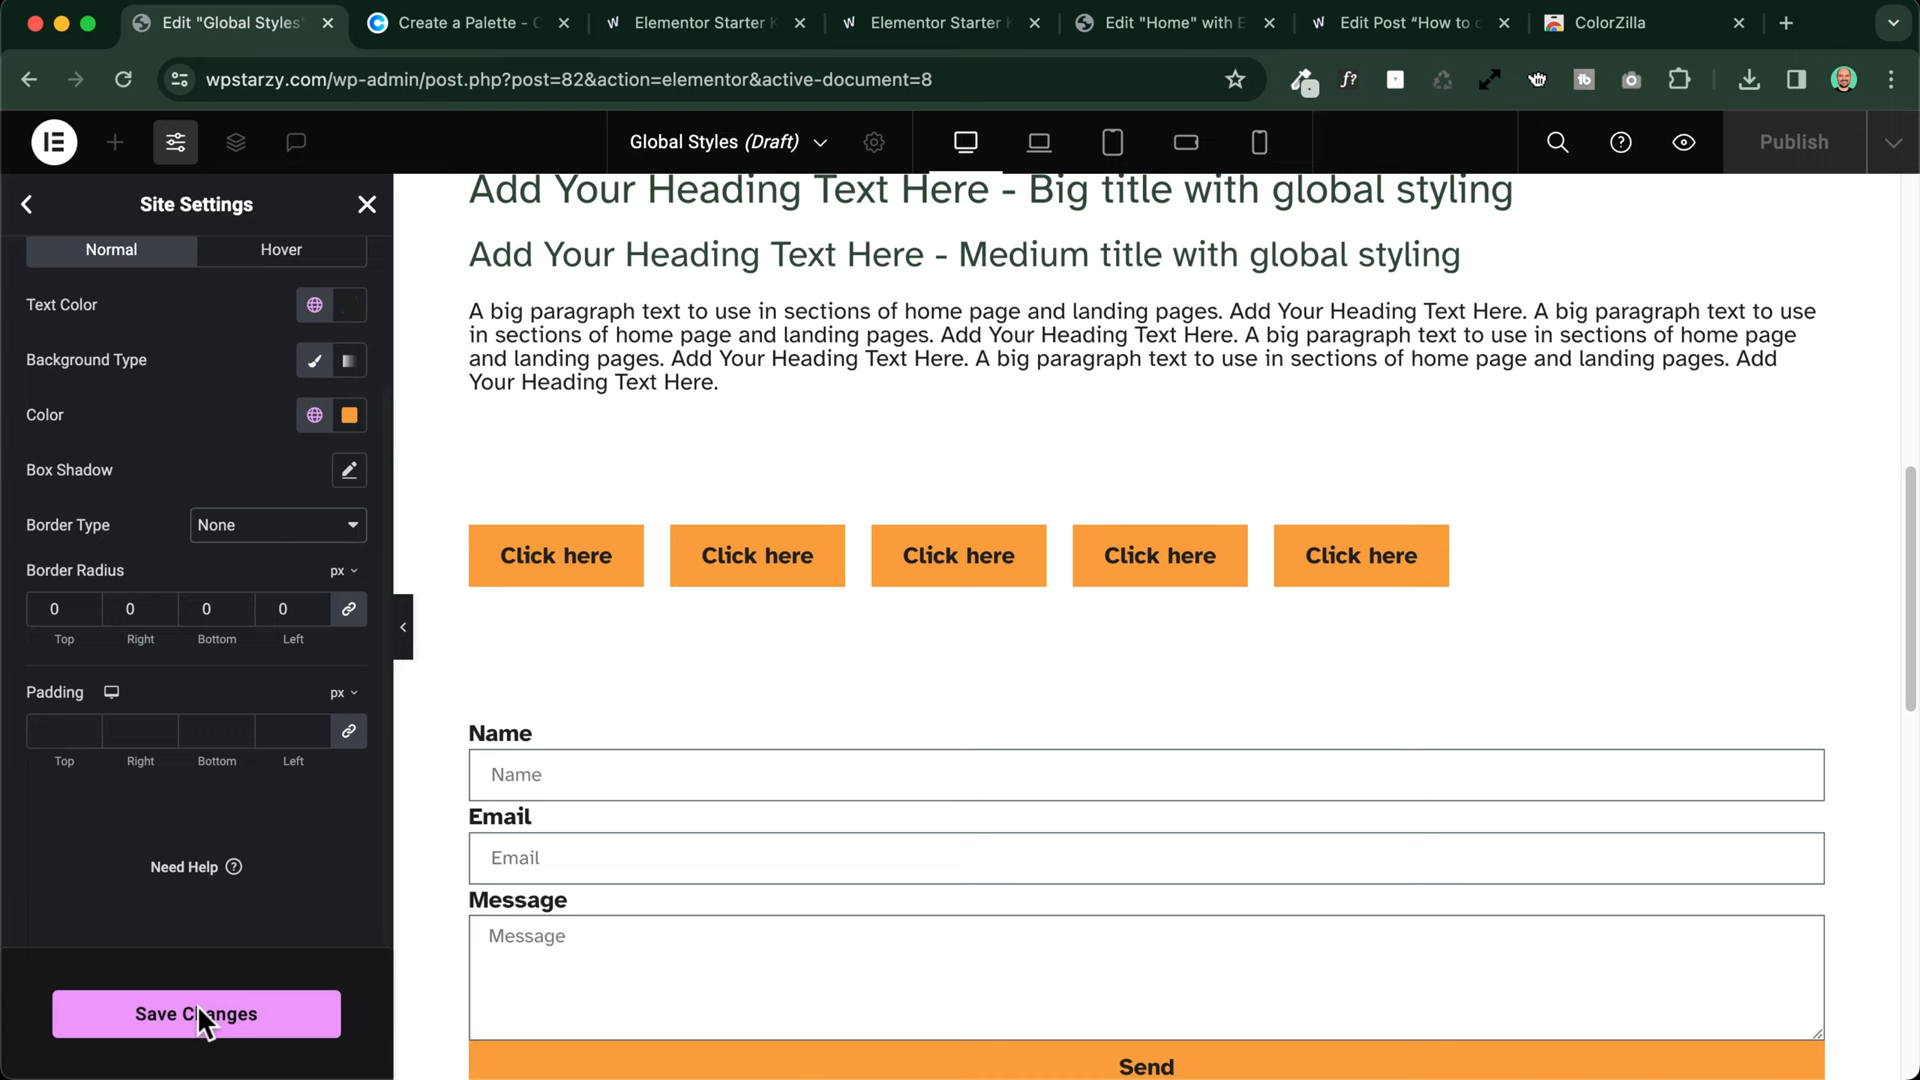 Edit "Global Styles"
Create a Palette - C
Elementor Starter K
Elementor Starter K
Edit "Home" with E
Edit Post “How to c
ColorZilla
wpstarzy.com/wp-admin/post.php?post=82&action=elementor&active-document=8
Global Styles (Draft)
Publish
Site Settings
Normal
Hover
Text Color
Background Type
Color
Box Shadow
Border Type
None
Border Radius
px
0
0
0
0
Top
Right
Bottom
Left
Padding
px
Top
Right
Bottom
Left
Need Help
Save Changes
Add Your Heading Text Here - Big title with global styling
Add Your Heading Text Here - Medium title with global styling
A big paragraph text to use in sections of home page and landing pages. Add Your Heading Text Here. A big paragraph text to use
in sections of home page and landing pages. Add Your Heading Text Here. A big paragraph text to use in sections of home page
and landing pages. Add Your Heading Text Here. A big paragraph text to use in sections of home page and landing pages. Add
Your Heading Text Here.
Click here
Click here
Click here
Click here
Click here
Name
Name
Email
Email
Message
Message
Send